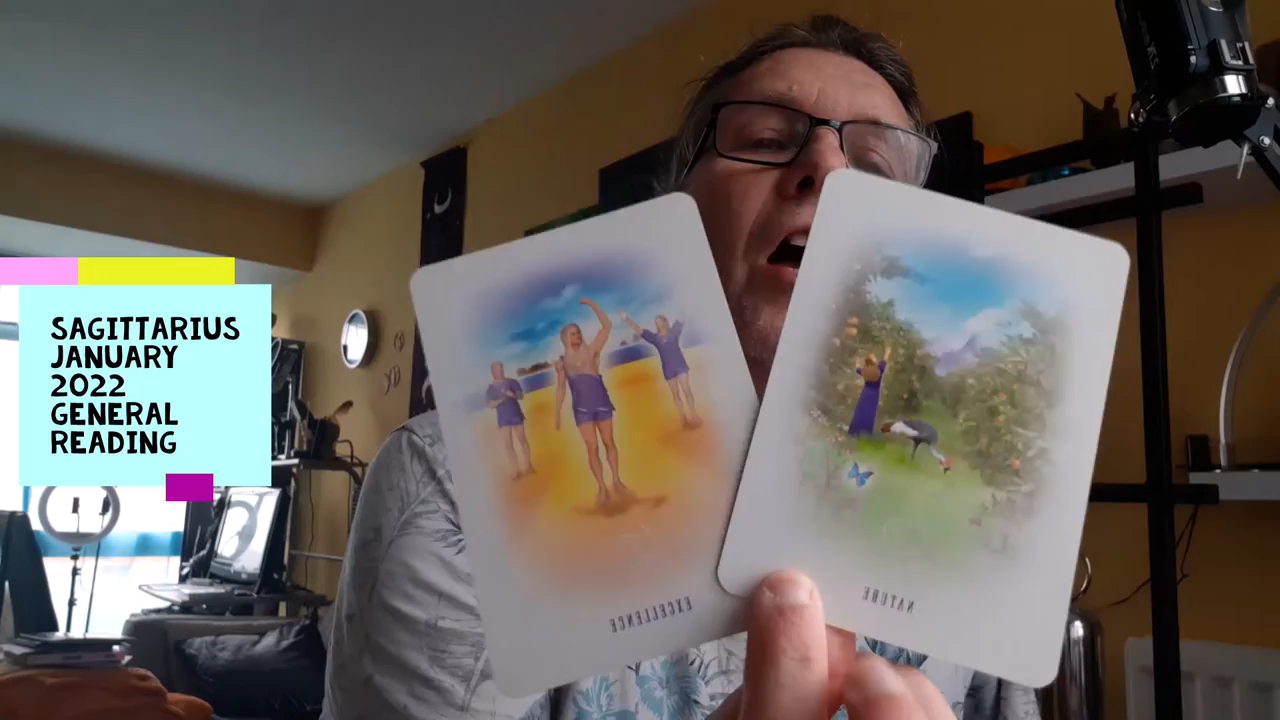 SAGITTARIUS
JANUARY
2022
GENERAL
READING
EXCELLENCE
NATURE